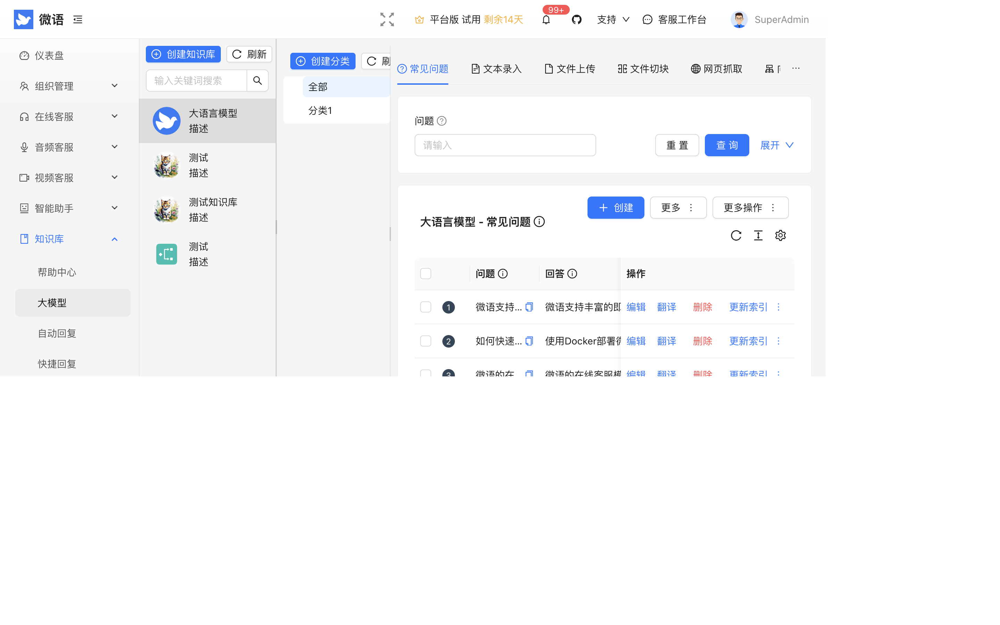 微语
99+
平台版 试用 剩余14天
支持
客服工作台
SuperAdmin
仪表盘
组织管理
在线客服
音频客服
视频客服
智能助手
知识库
帮助中心
大模型
自动回复
快捷回复
创建知识库
刷新
输入关键词搜索
大语言模型
描述
测试
描述
测试知识库
描述
测试
描述
创建分类
刷
全部
分类1
常见问题
文本录入
文件上传
文件切块
网页抓取
...
问题
请输入
重 置
查 询
展开
大语言模型 - 常见问题
创建
更多
更多操作
问题
回答
操作
1
微语支持...
微语支持丰富的即
编辑
翻译
删除
更新索引
2
如何快速...
使用Docker部署微
编辑
翻译
删除
更新索引
3
微语的在
微语的在线客服模
编辑
翻译
删除
更新索引